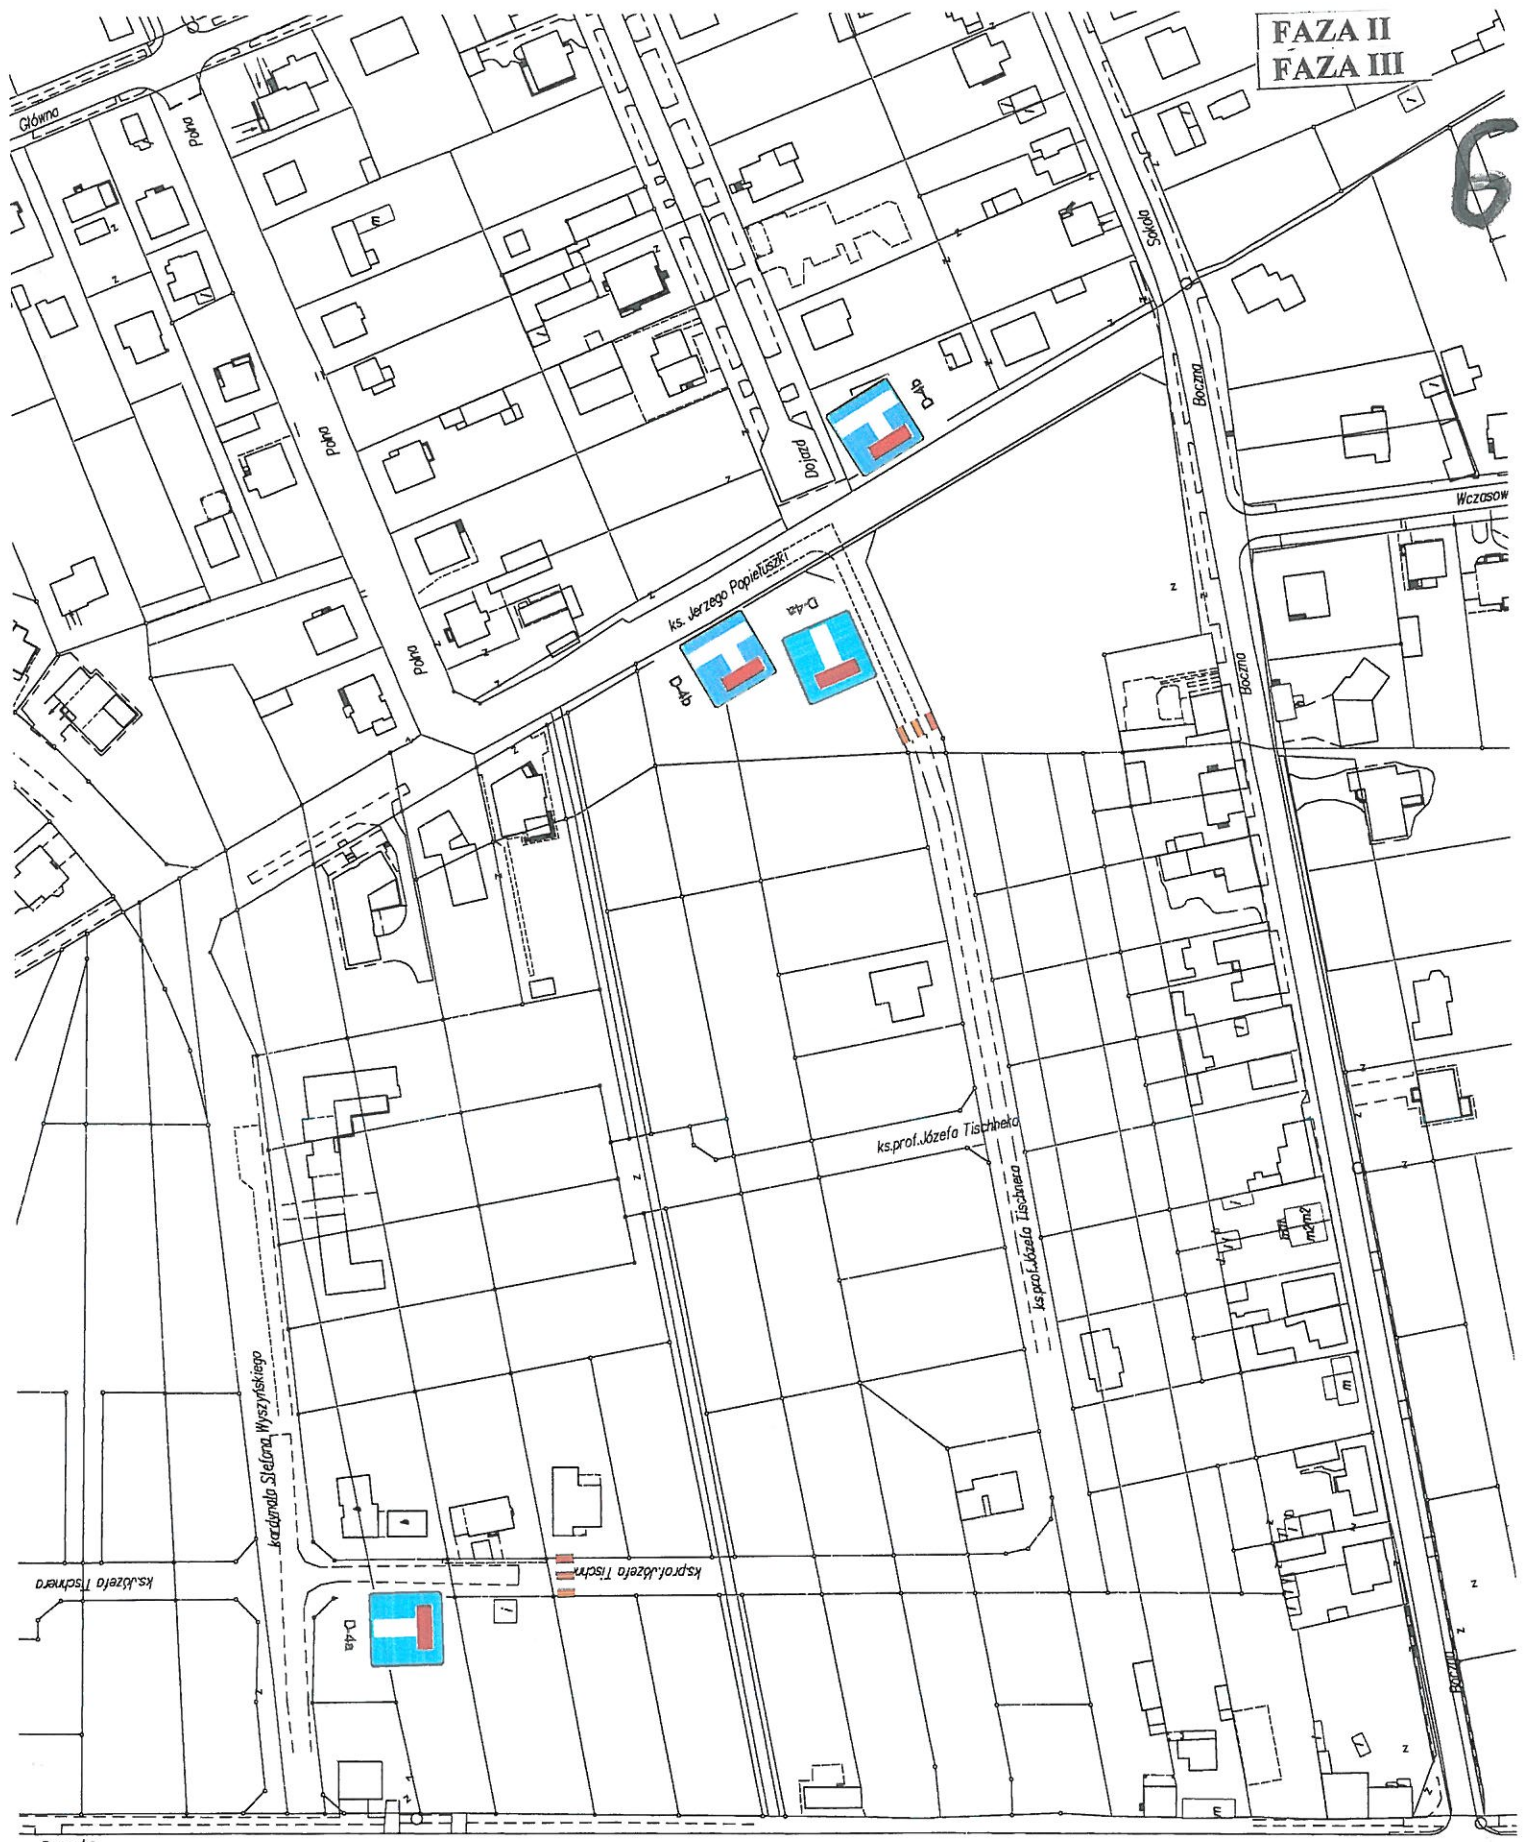 FAZA II
FAZA III
6
Główna
Polna
m
Sokola
Boczna
Polna
D-4b
Dojazd
Wczasow
ks. Jerzego Popiełuszki
D-4a
Polna
D-4b
Boczna
ks.prof.Józefa Tischnera
ks.prof.Józefa Tischnera
m2m2
kardynała Stefana Wyszyńskiego
m
ks.Józefa Tischnera
ks.prof.Józefa Tischn
i
D-4a
Boczna
m